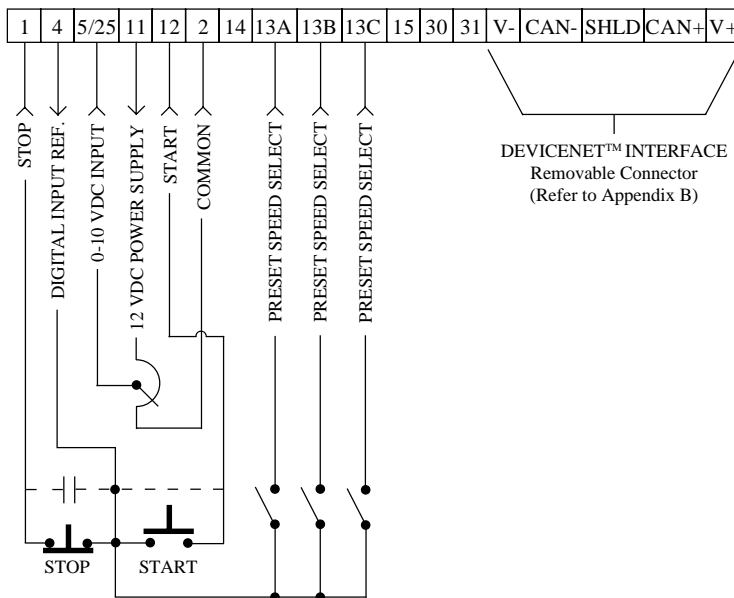 1 4 5/25 11 12 2 14 13A 13B 13C 15 30 31 V- CAN- SHLD CAN+ V+
STOP
DIGITAL INPUT REF.
0-10 VDC INPUT
12 VDC POWER SUPPLY
START
COMMON
PRESET SPEED SELECT
PRESET SPEED SELECT
PRESET SPEED SELECT
DEVICENET™ INTERFACE
Removable Connector
(Refer to Appendix B)
STOP
START